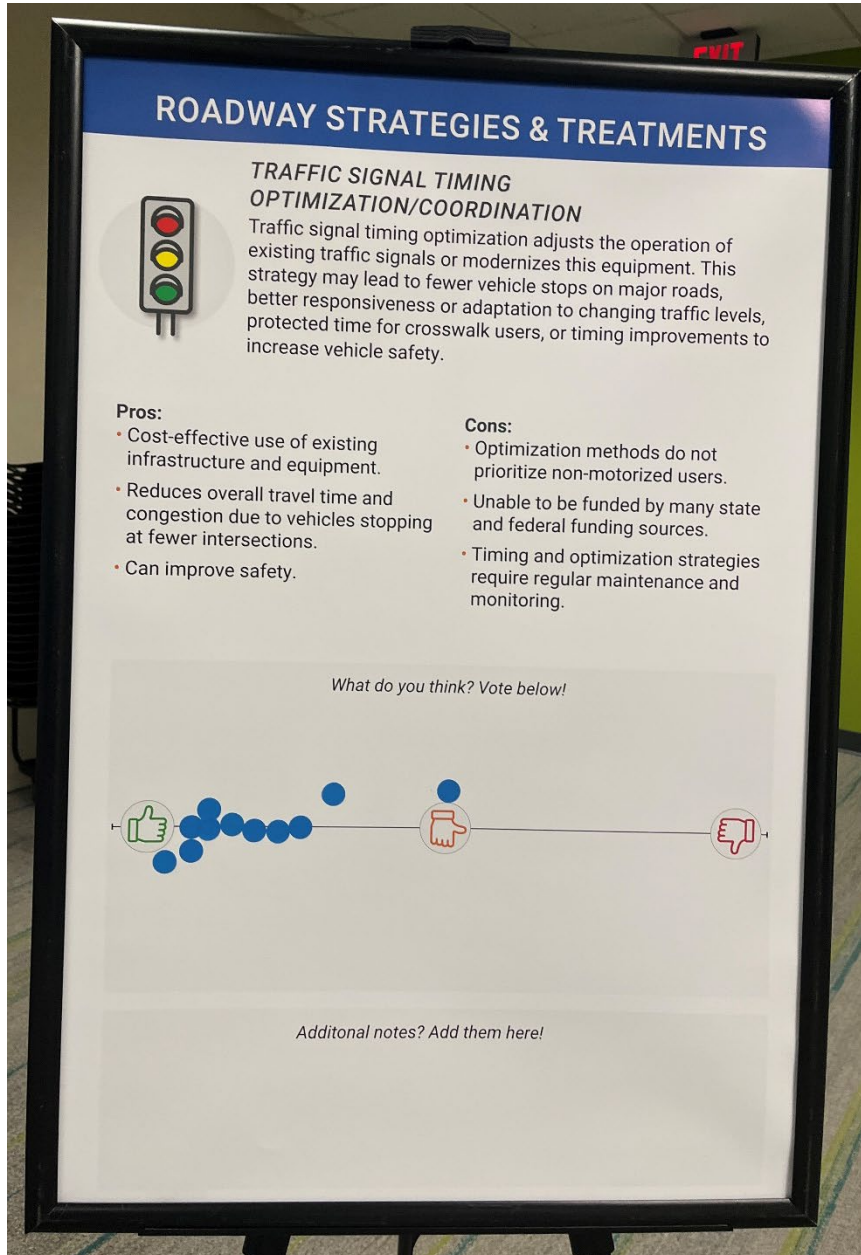 EXIT
ROADWAY STRATEGIES & TREATMENTS
TRAFFIC SIGNAL TIMING
OPTIMIZATION/COORDINATION
Traffic signal timing optimization adjusts the operation of
existing traffic signals or modernizes this equipment. This
strategy may lead to fewer vehicle stops on major roads,
better responsiveness or adaptation to changing traffic levels,
protected time for crosswalk users, or timing improvements to
increase vehicle safety.
Pros:
• Cost-effective use of existing
infrastructure and equipment.
• Reduces overall travel time and
congestion due to vehicles stopping
at fewer intersections.
• Can improve safety.
Cons:
• Optimization methods do not
prioritize non-motorized users.
• Unable to be funded by many state
and federal funding sources.
• Timing and optimization strategies
require regular maintenance and
monitoring.
What do you think? Vote below!
Additonal notes? Add them here!